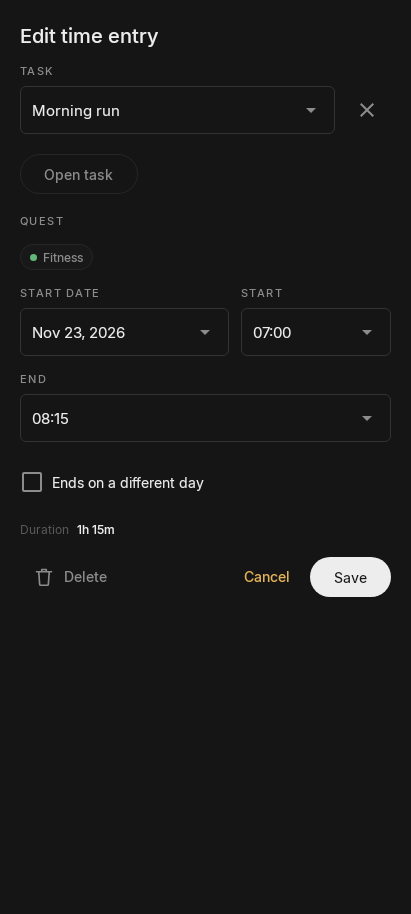 Edit time entry
TASK
Morning run
Open task
QUEST
Fitness
START DATE
START
Nov 23, 2026
07:00
END
08:15
Ends on a different day
Duration 1h 15m
Delete
Cancel
Save